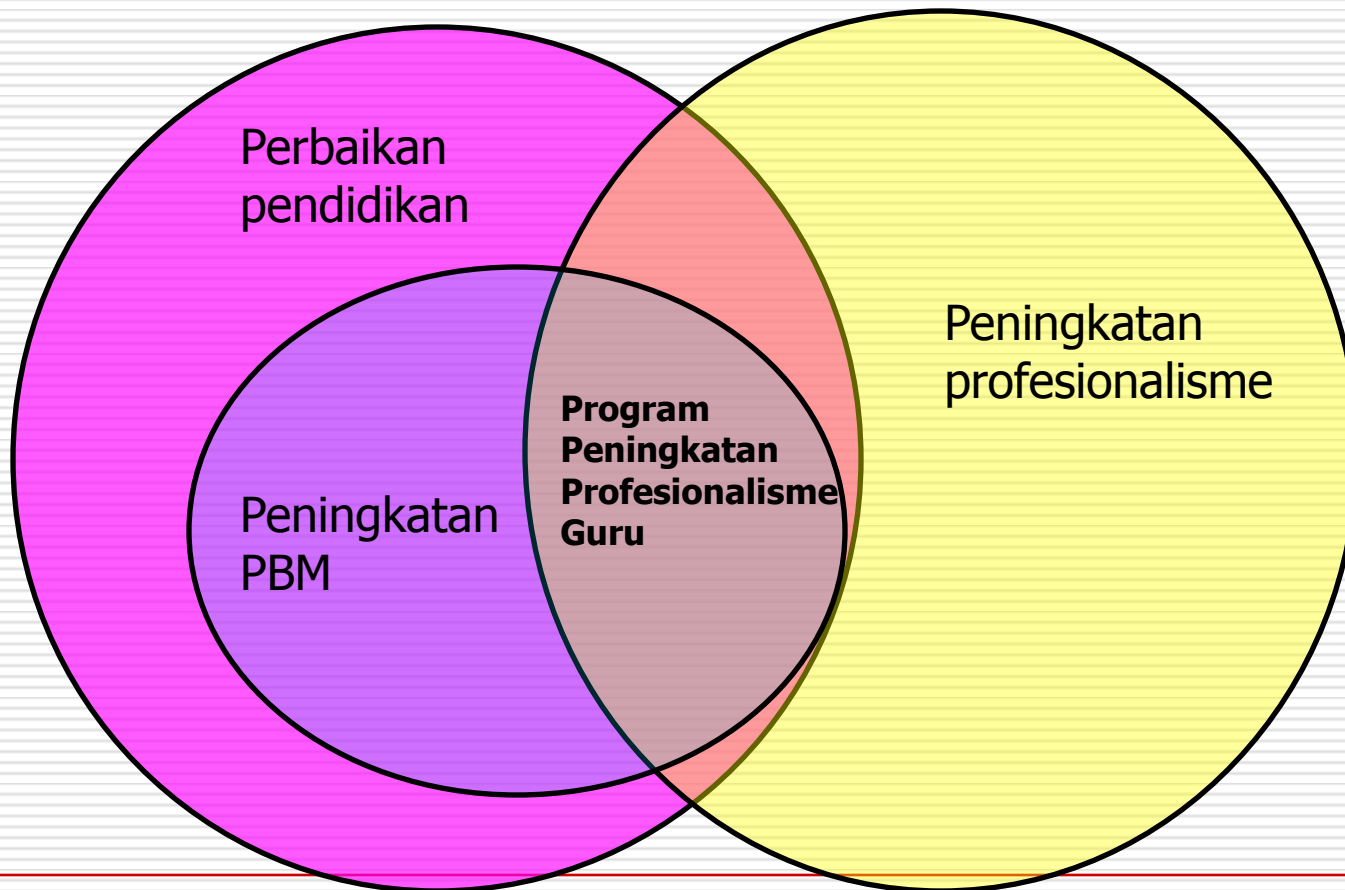 Perbaikan
pendidikan
Peningkatan
profesionalisme
Program
Peningkatan
Profesionalisme
Guru
Peningkatan
PBM